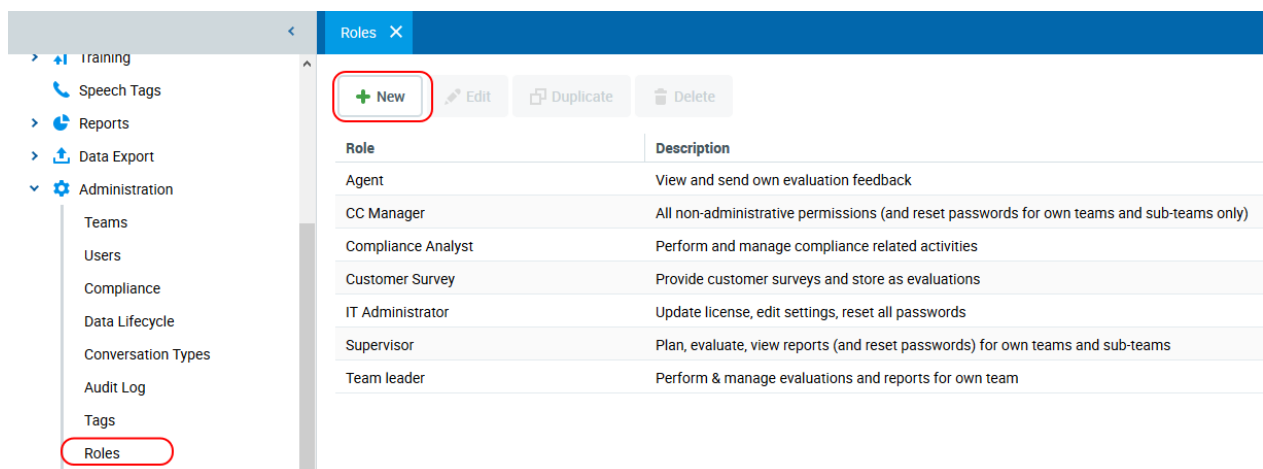 Roles
Training
Speech Tags
Reports
Data Export
Administration
Teams
Users
Compliance
Data Lifecycle
Conversation Types
Audit Log
Tags
Roles
New Edit Duplicate Delete
Role Description
Agent View and send own evaluation feedback
CC Manager All non-administrative permissions (and reset passwords for own teams and sub-teams only)
Compliance Analyst Perform and manage compliance related activities
Customer Survey Provide customer surveys and store as evaluations
IT Administrator Update license, edit settings, reset all passwords
Supervisor Plan, evaluate, view reports (and reset passwords) for own teams and sub-teams
Team leader Perform & manage evaluations and reports for own team